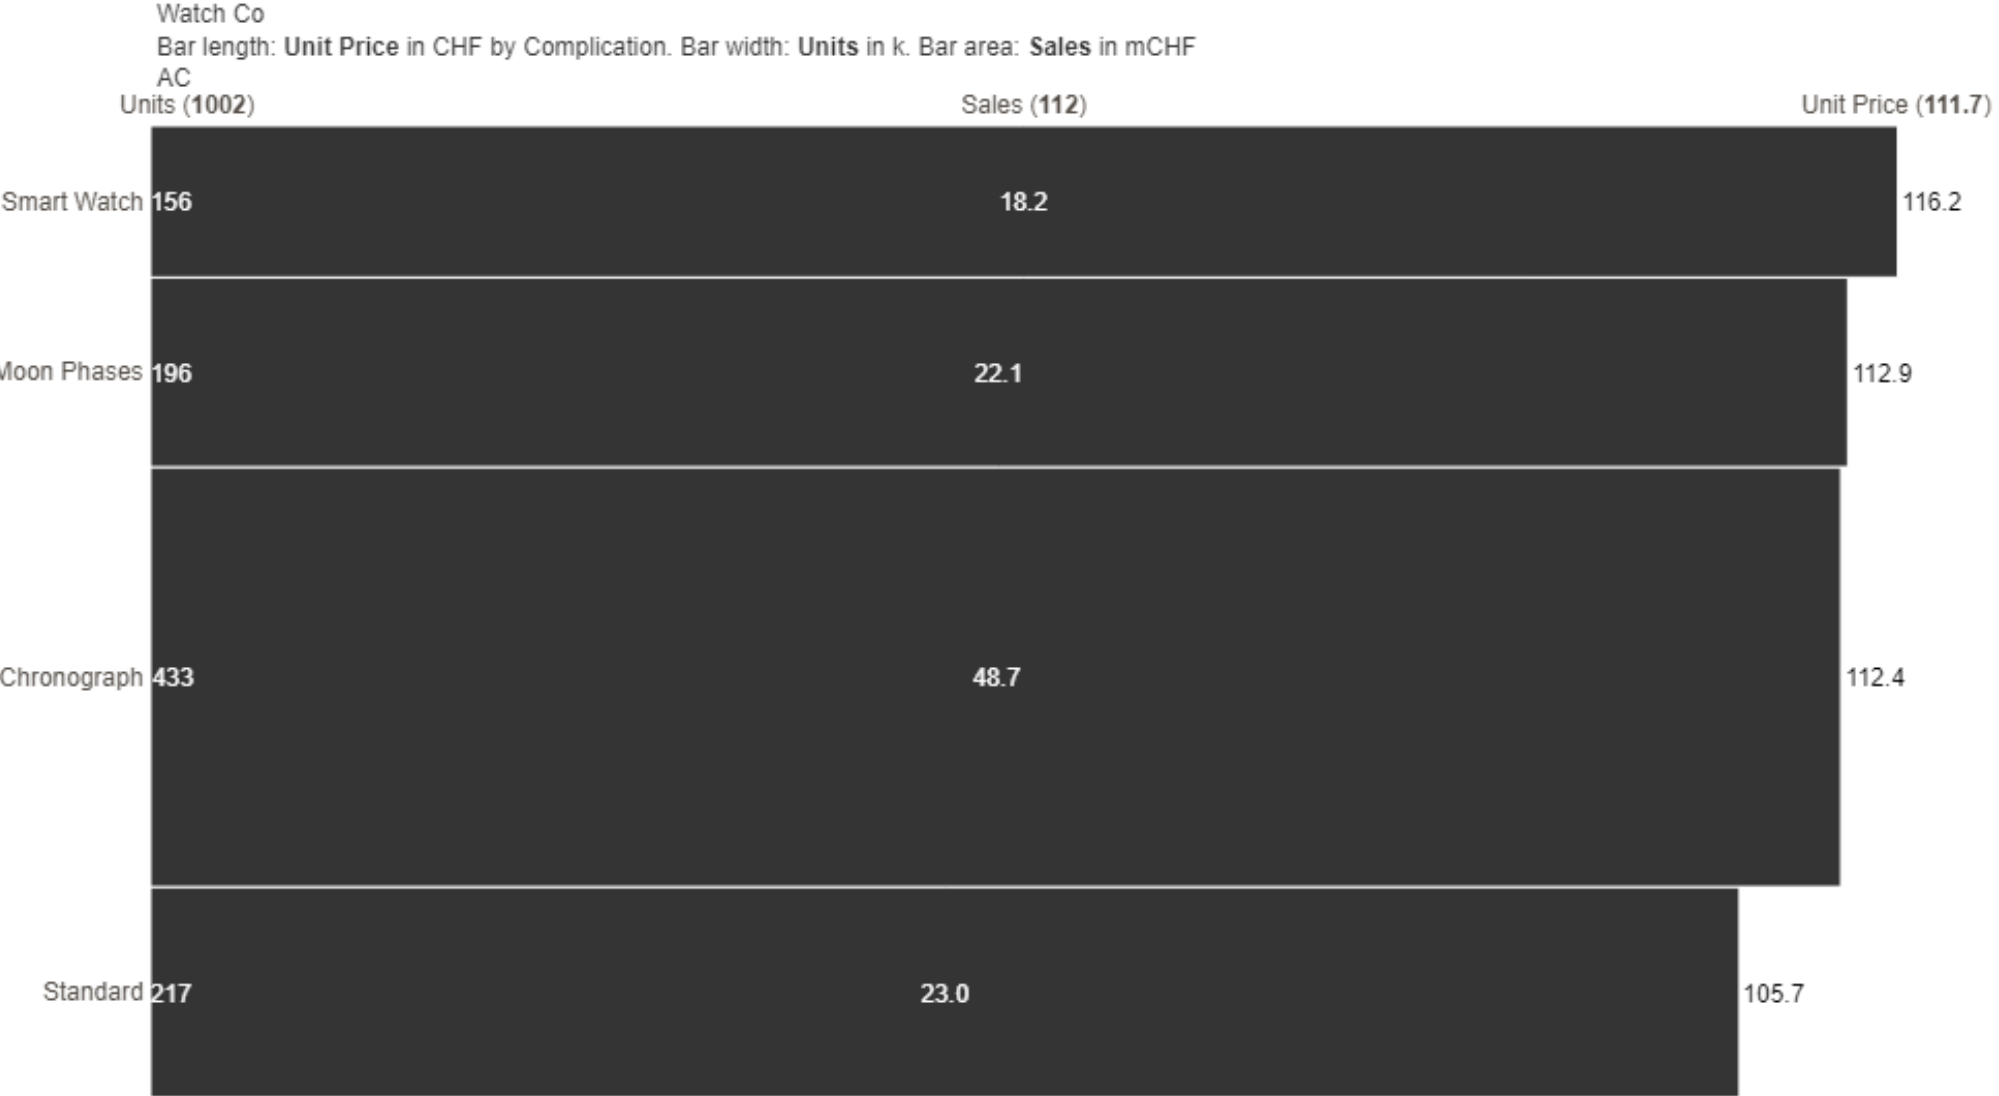 Watch Co
Bar length: Unit Price in CHF by Complication. Bar width: Units in k. Bar area: Sales in mCHF
AC
Units (1002) Sales (112) Unit Price (111.7)
Smart Watch 156 18.2 116.2
Moon Phases 196 22.1 112.9
Chronograph 433 48.7 112.4
Standard 217 23.0 105.7